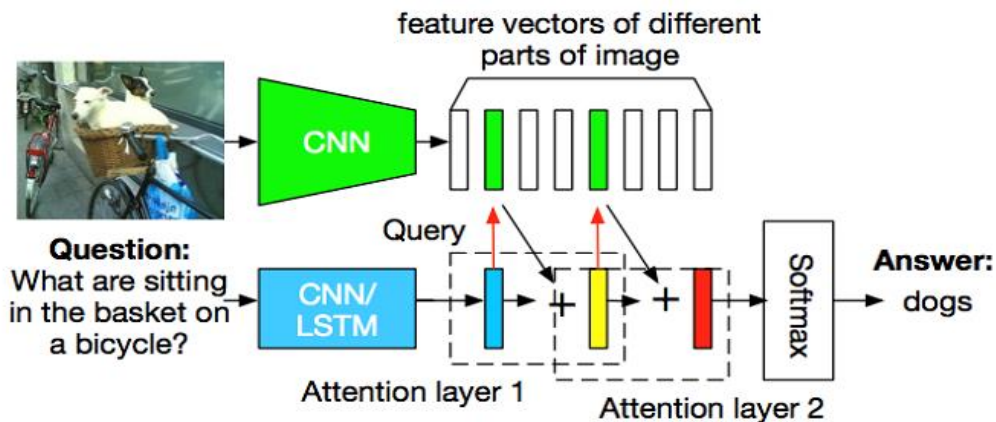 feature vectors of different
parts of image
CNN
Query
Question:
What are sitting
in the basket on
a bicycle?
CNN/
LSTM
+
+
Softmax
Answer:
dogs
Attention layer 1
Attention layer 2